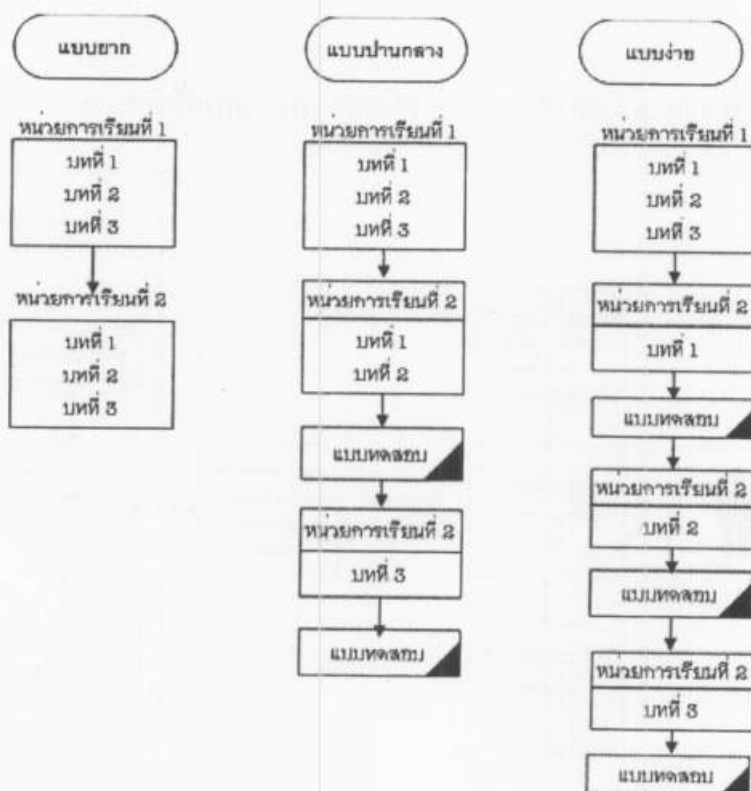 แบบยาก
หน่วยการเรียนที่ 1
บทที่ 1
บทที่ 2
บทที่ 3
หน่วยการเรียนที่ 2
บทที่ 1
บทที่ 2
บทที่ 3
แบบปานกลาง
หน่วยการเรียนที่ 1
บทที่ 1
บทที่ 2
บทที่ 3
หน่วยการเรียนที่ 2
บทที่ 1
บทที่ 2
แบบทดสอบ
หน่วยการเรียนที่ 2
บทที่ 3
แบบทดสอบ
แบบง่าย
หน่วยการเรียนที่ 1
บทที่ 1
บทที่ 2
บทที่ 3
หน่วยการเรียนที่ 2
บทที่ 1
แบบทดสอบ
หน่วยการเรียนที่ 2
บทที่ 2
แบบทดสอบ
หน่วยการเรียนที่ 2
บทที่ 3
แบบทดสอบ